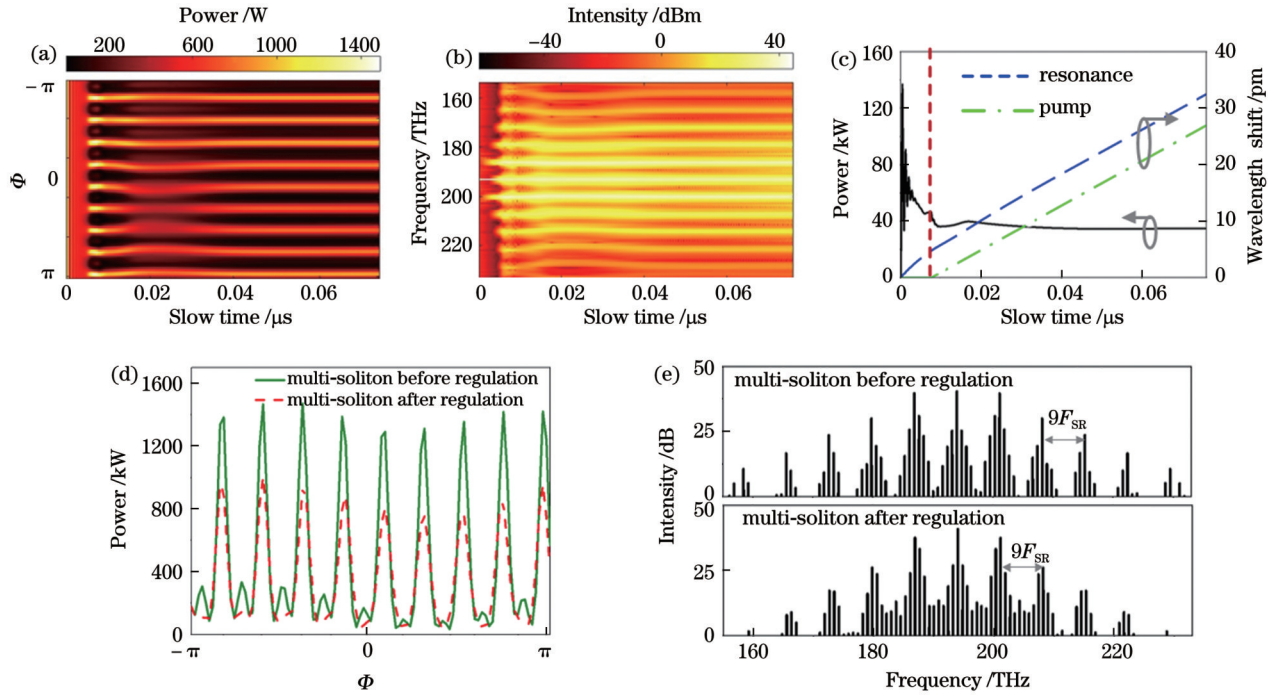 Power /W
200 600 1000 1400
(a)
−π
0
π
Φ
0 0.02 0.04 0.06
Slow time /μs
Intensity /dBm
−40 0 40
(b)
160
180
200
220
Frequency /THz
0 0.02 0.04 0.06
Slow time /μs
(c)
160
120
80
40
0
Power /kW
resonance
pump
40
30
20
10
0
Wavelength shift/pm
0 0.02 0.04 0.06
Slow time /μs
(d)
1600
1200
800
400
0
Power /kW
multi-soliton before regulation
multi-soliton after regulation
−π 0 π
Φ
(e)
50
25
0
multi-soliton before regulation
9F_SR
Intensity /dB
50
25
0
multi-soliton after regulation
9F_SR
160 180 200 220
Frequency /THz